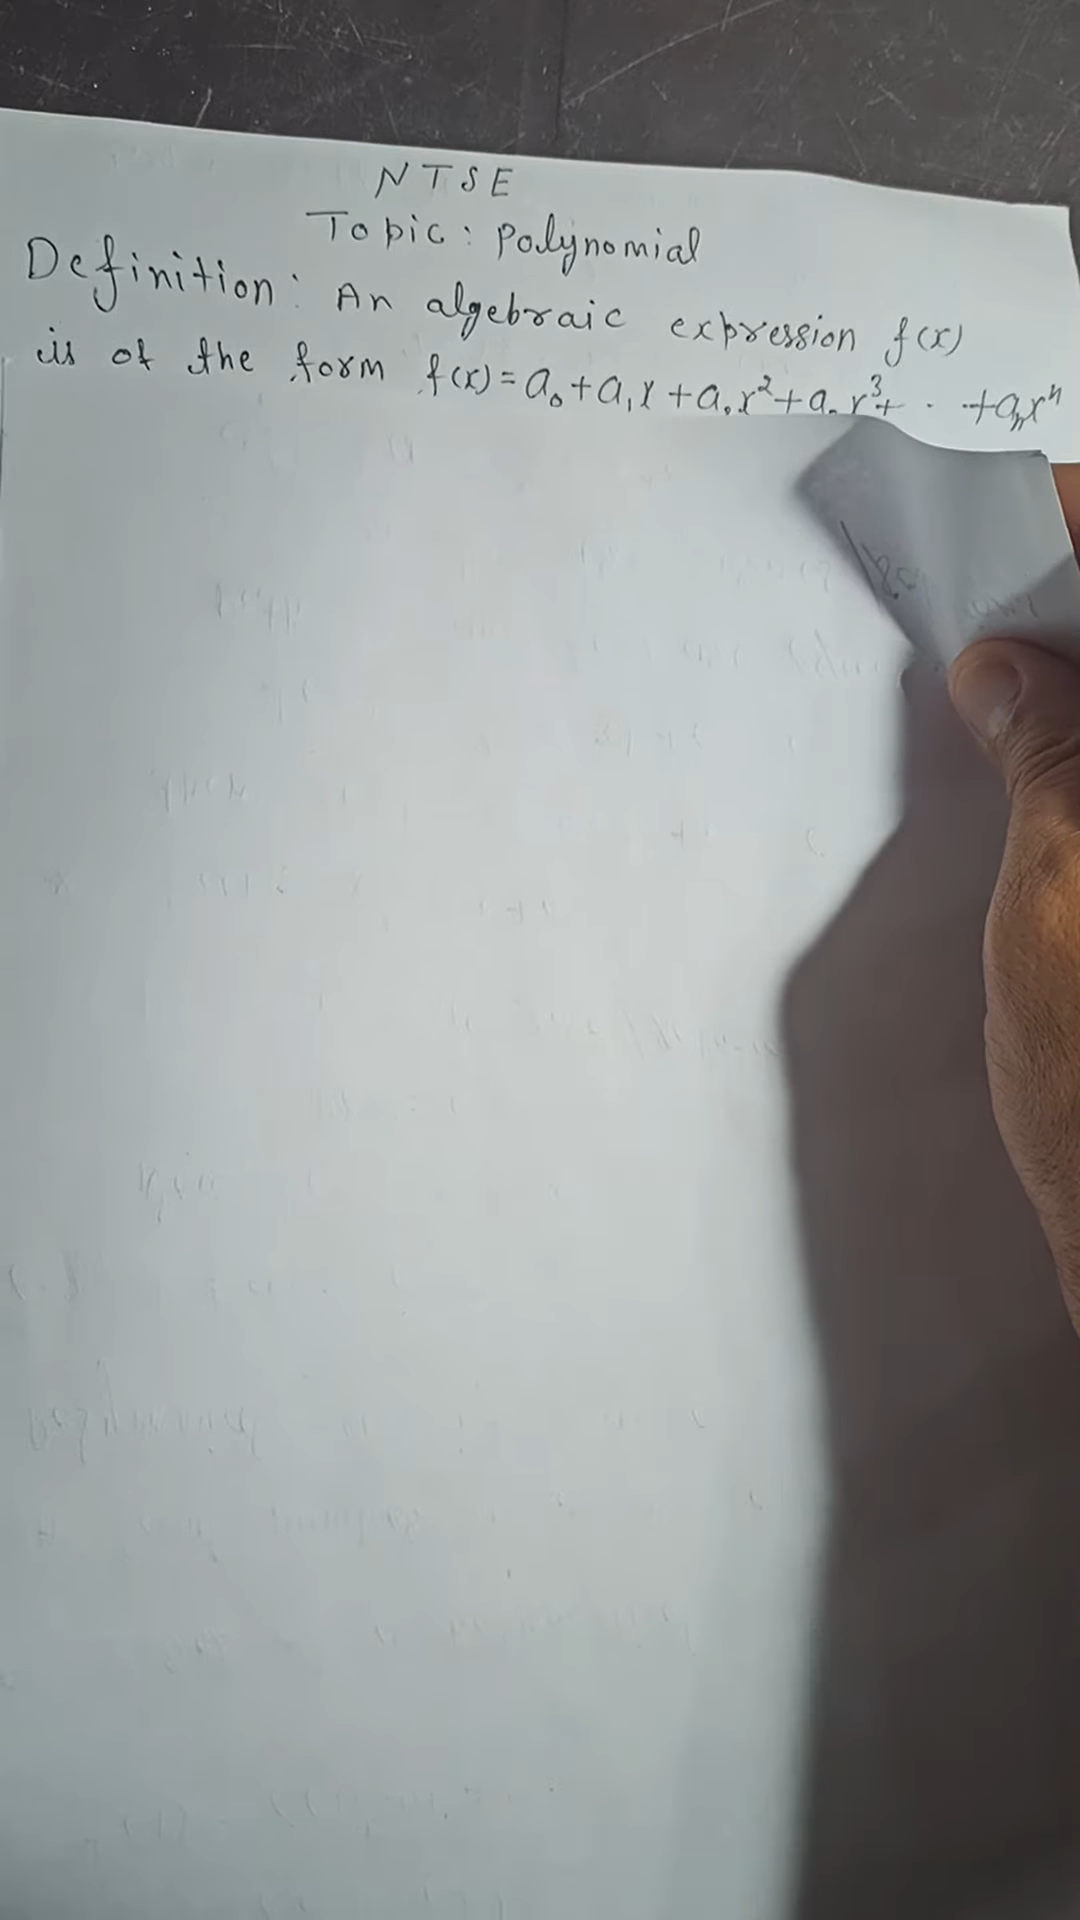 NTSE
Topic: Polynomial
Definition: An algebraic expression f(x)
is of the form f(x)=a₀+a₁x+a₂x²+a₃x³+ . . +aₙxⁿ